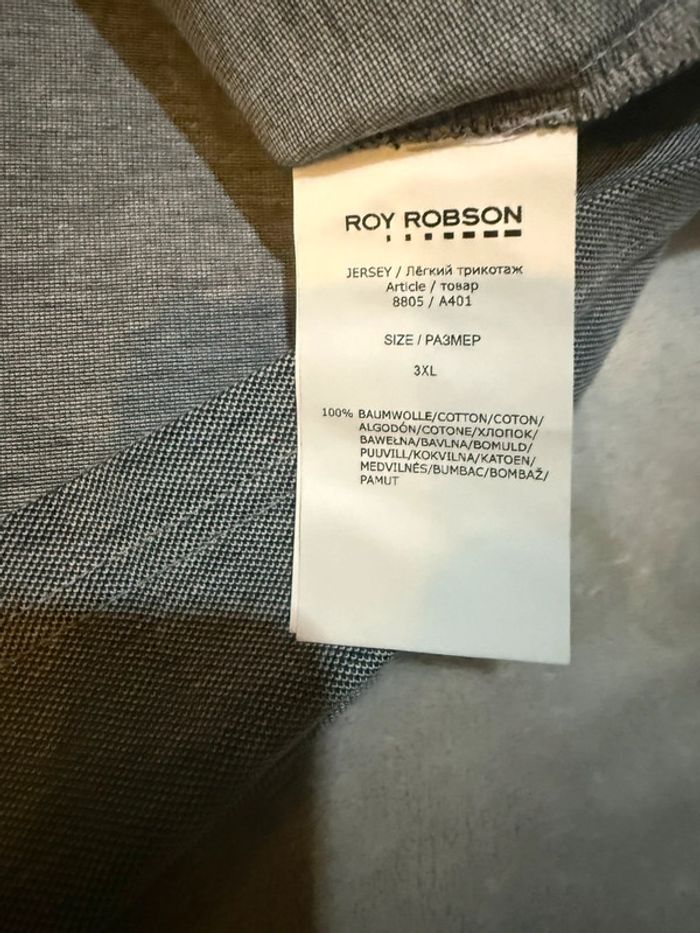 ROY ROBSON
JERSEY / Лёгкий трикотаж
Article / товар
8805 / A401
SIZE / РАЗМЕР
3XL
100% BAUMWOLLE/COTTON/COTON/
ALGODÓN/COTONE/ХЛОПОК/
BAWEŁNA/BAVLNA/BOMULD/
PUUVILL/KOKVILNA/KATOEN/
MEDVILNĖS/BUMBAC/BOMBAŽ/
PAMUT